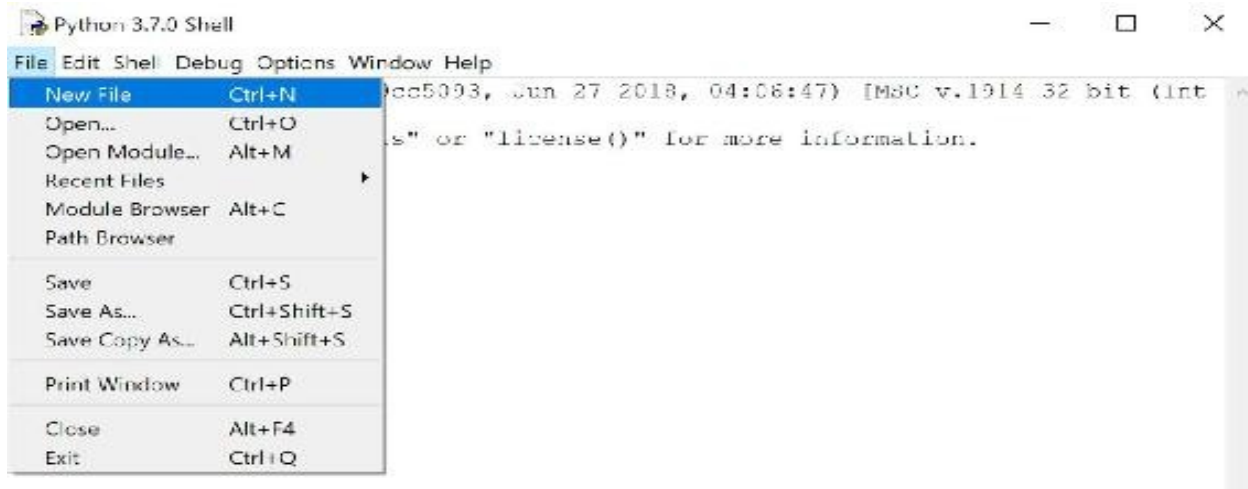 Python 3.7.0 Shell
File Edit Shell Debug Options Window Help
New File Ctrl+N
cc5093, Jun 27 2018, 04:06:47) [MSC v.1914 32 bit (Int
Open... Ctrl+O
s" or "license()" for more information.
Open Module... Alt+M
Recent Files
Module Browser Alt+C
Path Browser
Save Ctrl+S
Save As... Ctrl+Shift+S
Save Copy As... Alt+Shift+S
Print Window Ctrl+P
Close Alt+F4
Exit Ctrl+Q